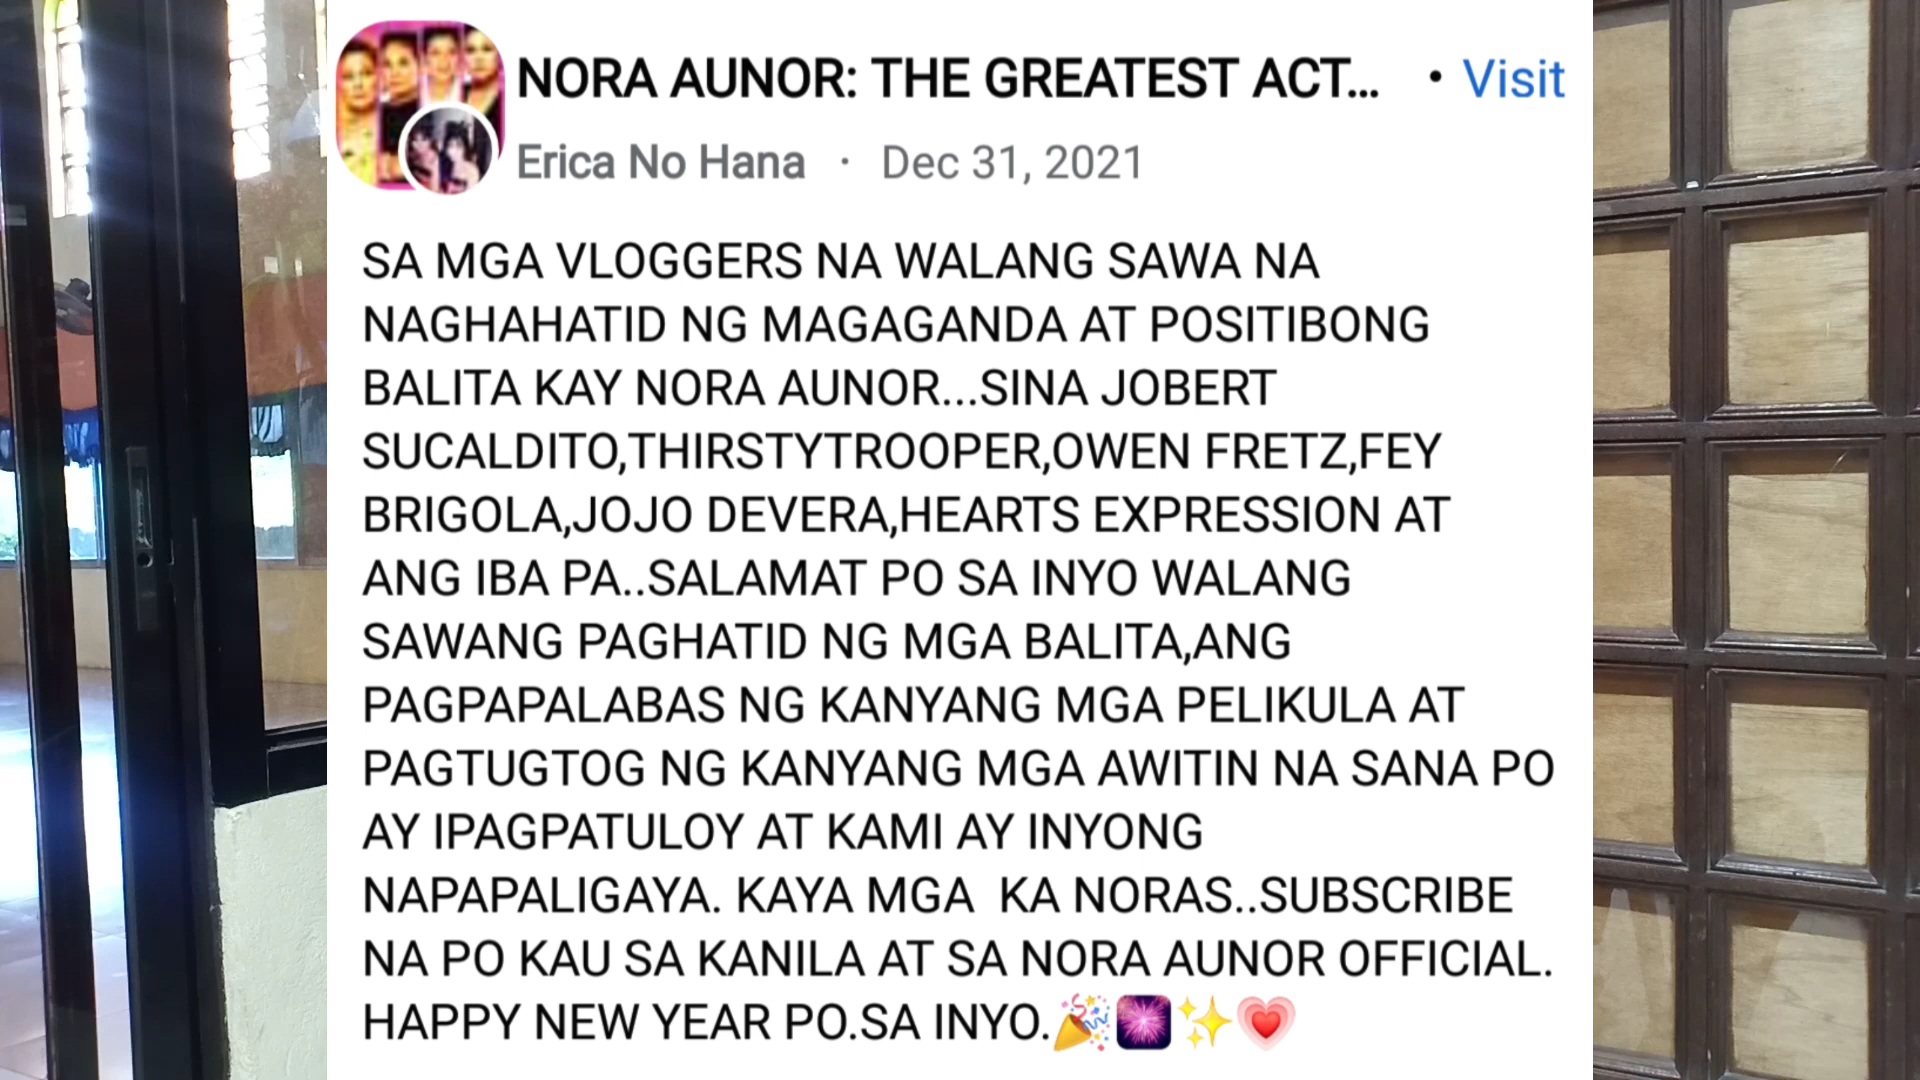 NORA AUNOR: THE GREATEST ACT... • Visit
Erica No Hana · Dec 31, 2021
SA MGA VLOGGERS NA WALANG SAWA NA
NAGHAHATID NG MAGAGANDA AT POSITIBONG
BALITA KAY NORA AUNOR...SINA JOBERT
SUCALDITO,THIRSTYTROOPER,OWEN FRETZ,FEY
BRIGOLA,JOJO DEVERA,HEARTS EXPRESSION AT
ANG IBA PA..SALAMAT PO SA INYO WALANG
SAWANG PAGHATID NG MGA BALITA,ANG
PAGPAPALABAS NG KANYANG MGA PELIKULA AT
PAGTUGTOG NG KANYANG MGA AWITIN NA SANA PO
AY IPAGPATULOY AT KAMI AY INYONG
NAPAPALIGAYA. KAYA MGA  KA NORAS..SUBSCRIBE
NA PO KAU SA KANILA AT SA NORA AUNOR OFFICIAL.
HAPPY NEW YEAR PO.SA INYO.🎉🎆✨💗